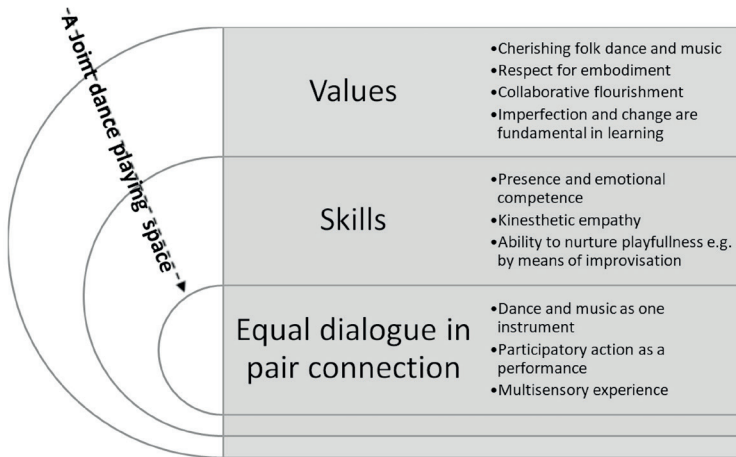 A Joint dance playing space
Values
•Cherishing folk dance and music
•Respect for embodiment
•Collaborative flourishment
•Imperfection and change are
fundamental in learning
Skills
•Presence and emotional
competence
•Kinesthetic empathy
•Ability to nurture playfullness e.g.
by means of improvisation
Equal dialogue in
pair connection
•Dance and music as one
instrument
•Participatory action as a
performance
•Multisensory experience